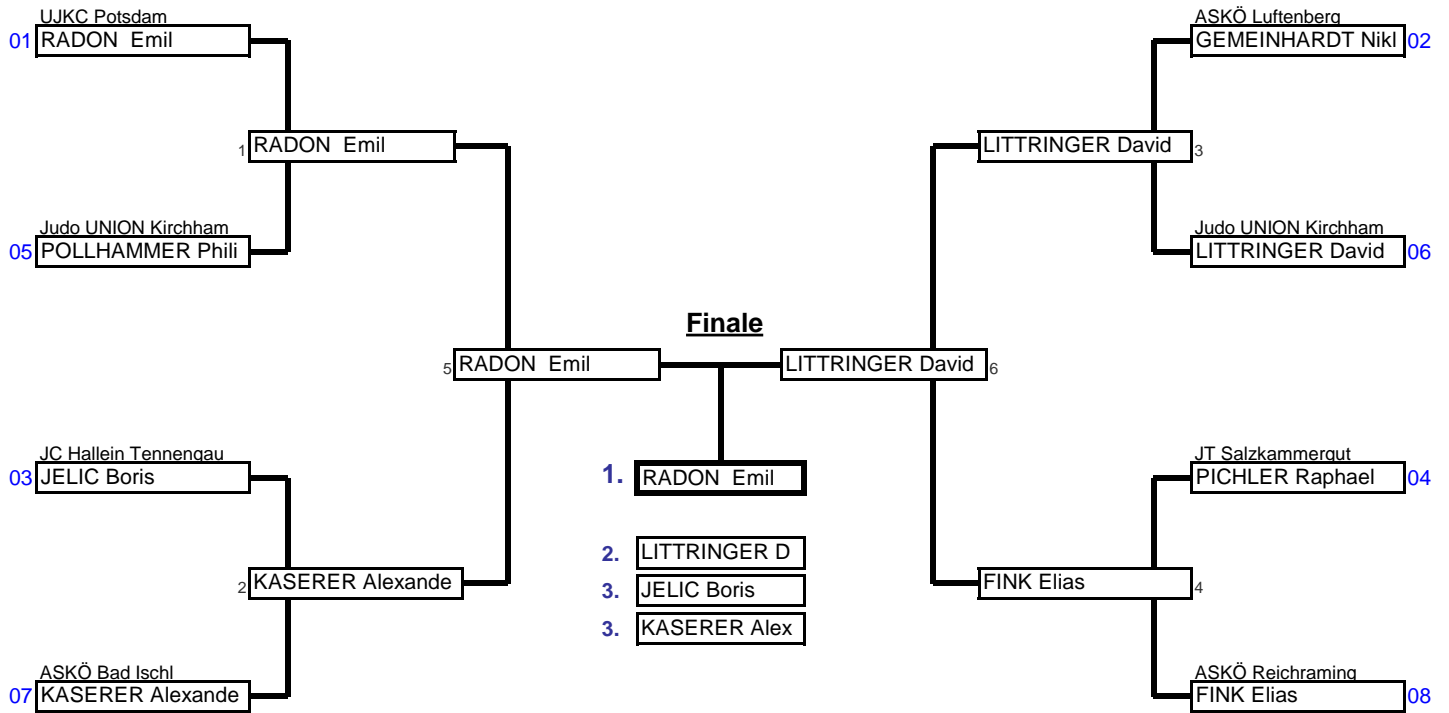 UJKC Potsdam
01 RADON Emil
ASKÖ Luftenberg
GEMEINHARDT Nikl 02
1 RADON Emil
LITTRINGER David 3
Judo UNION Kirchham
05 POLLHAMMER Phili
Judo UNION Kirchham
LITTRINGER David 06
Finale
5 RADON Emil
LITTRINGER David 6
JC Hallein Tennengau
03 JELIC Boris
1. RADON Emil
JT Salzkammergut
PICHLER Raphael 04
2. LITTRINGER D
2 KASERER Alexande
3. JELIC Boris
FINK Elias 4
3. KASERER Alex
ASKÖ Bad Ischl
07 KASERER Alexande
ASKÖ Reichraming
FINK Elias 08